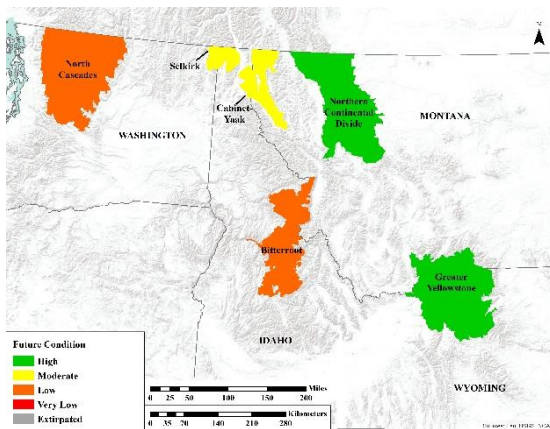 N
North
Cascades
Selkirk
Cabinet-
Yaak
Northern
Continental
Divide
MONTANA
WASHINGTON
Bitterroot
Greater
Yellowstone
IDAHO
WYOMING
Future Condition
High
Moderate
Low
Very Low
Extirpated
Miles
0 25 50 100 150 200
Kilometers
0 35 70 140 210 280